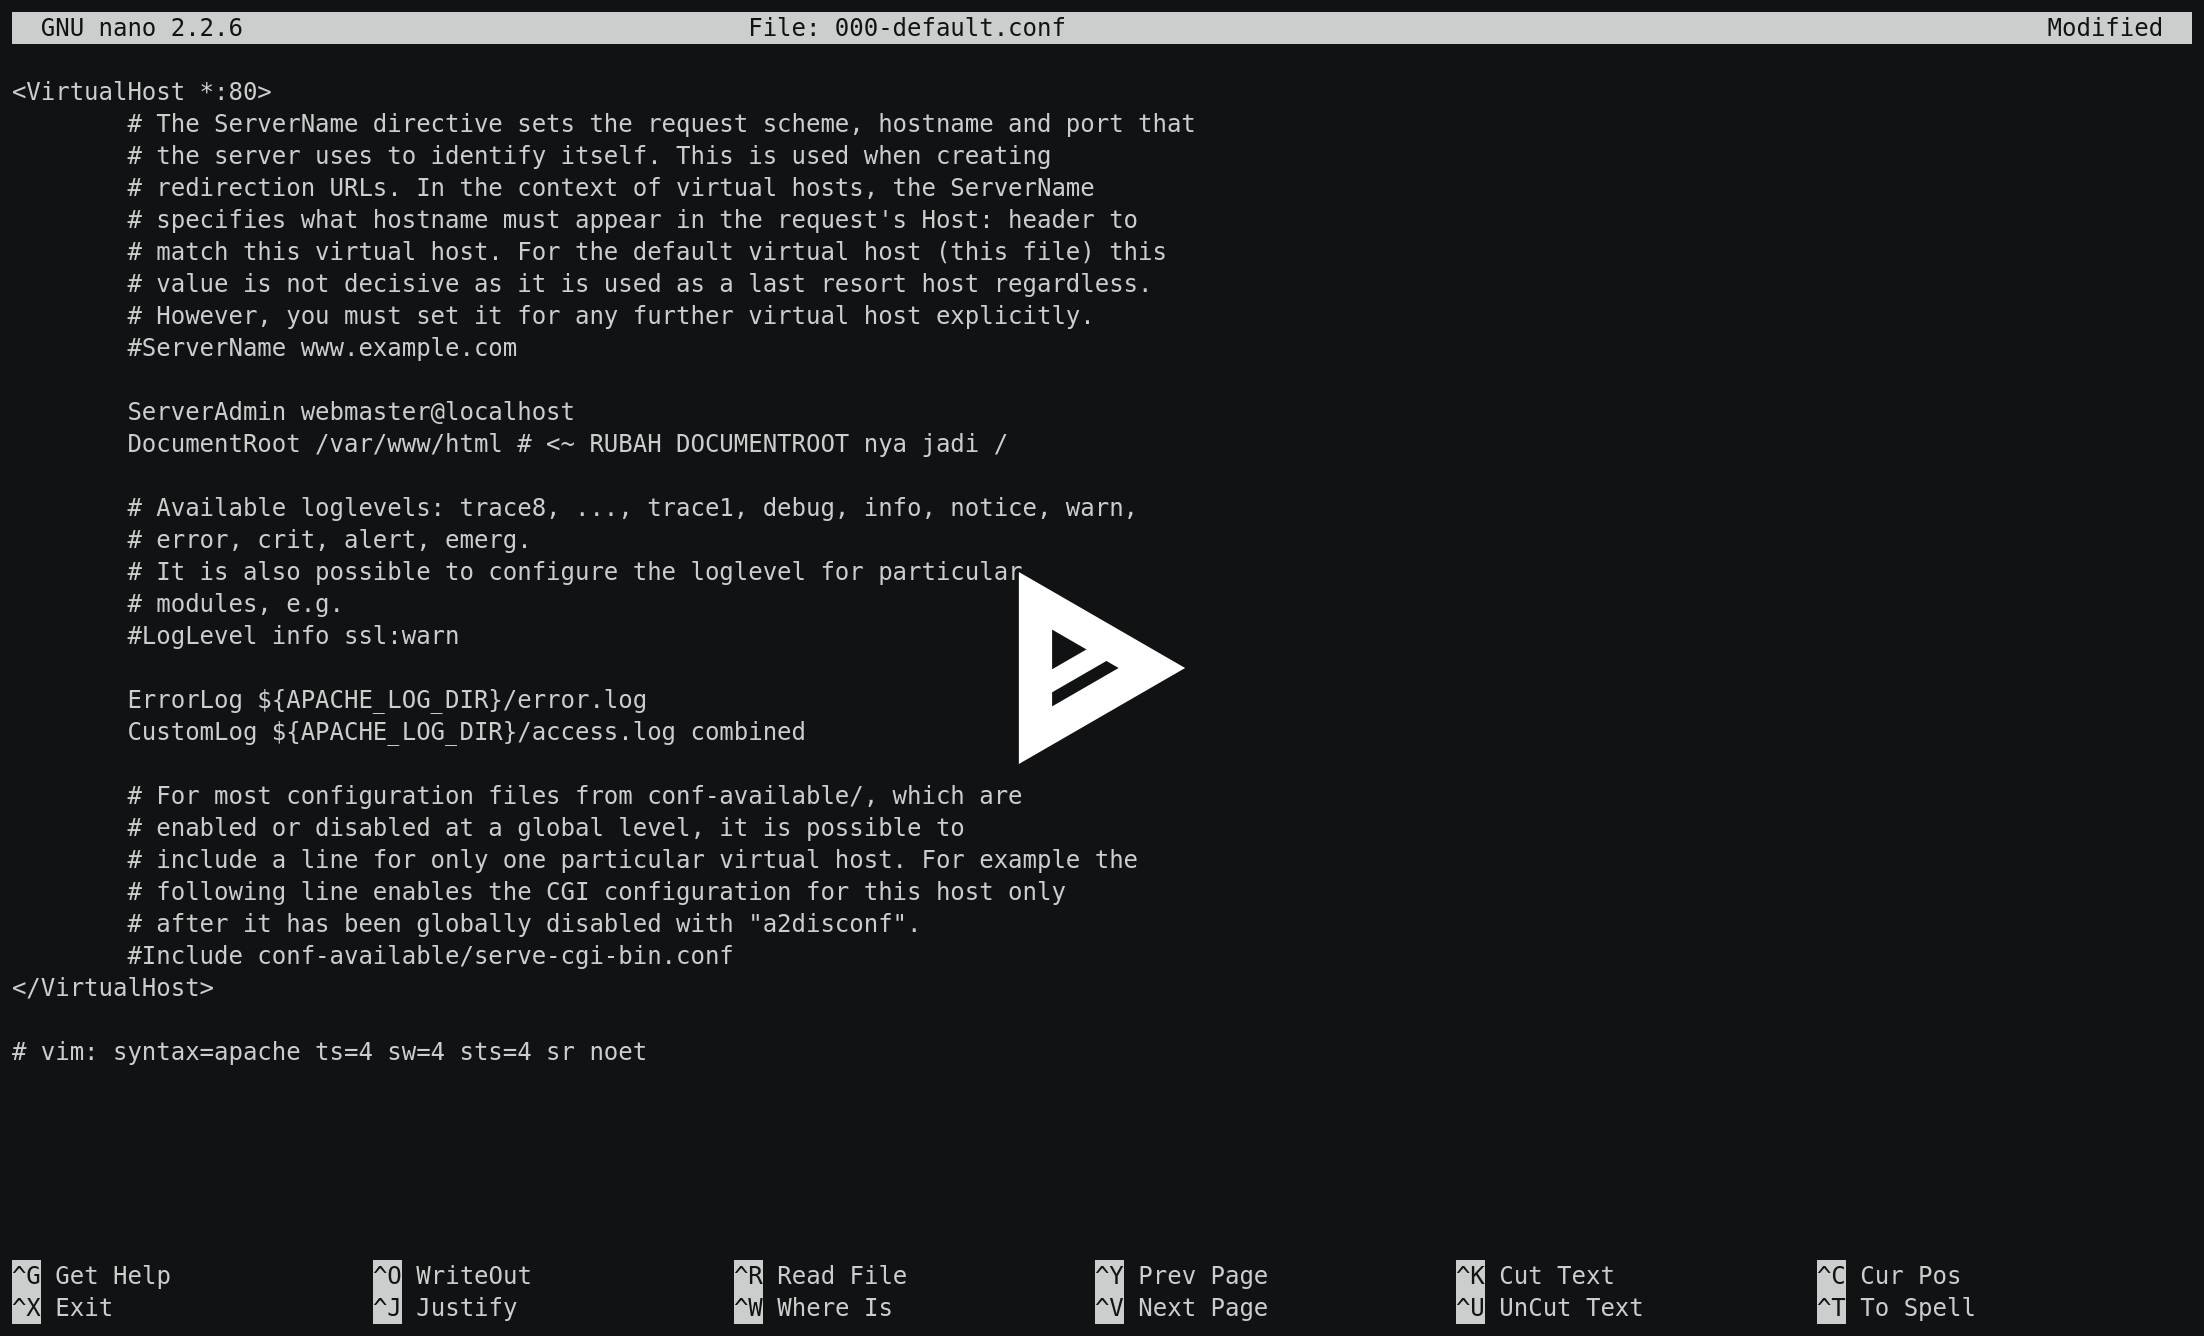 GNU nano 2.2.6 File: 000-default.conf Modified
<VirtualHost *:80>
# The ServerName directive sets the request scheme, hostname and port that
# the server uses to identify itself. This is used when creating
# redirection URLs. In the context of virtual hosts, the ServerName
# specifies what hostname must appear in the request's Host: header to
# match this virtual host. For the default virtual host (this file) this
# value is not decisive as it is used as a last resort host regardless.
# However, you must set it for any further virtual host explicitly.
#ServerName www.example.com
ServerAdmin webmaster@localhost
DocumentRoot /var/www/html # <~ RUBAH DOCUMENTROOT nya jadi /
# Available loglevels: trace8, ..., trace1, debug, info, notice, warn,
# error, crit, alert, emerg.
# It is also possible to configure the loglevel for particular
# modules, e.g.
#LogLevel info ssl:warn
ErrorLog ${APACHE_LOG_DIR}/error.log
CustomLog ${APACHE_LOG_DIR}/access.log combined
# For most configuration files from conf-available/, which are
# enabled or disabled at a global level, it is possible to
# include a line for only one particular virtual host. For example the
# following line enables the CGI configuration for this host only
# after it has been globally disabled with "a2disconf".
#Include conf-available/serve-cgi-bin.conf
</VirtualHost>
# vim: syntax=apache ts=4 sw=4 sts=4 sr noet
^G Get Help ^O WriteOut ^R Read File ^Y Prev Page ^K Cut Text ^C Cur Pos
^X Exit ^J Justify ^W Where Is ^V Next Page ^U UnCut Text ^T To Spell